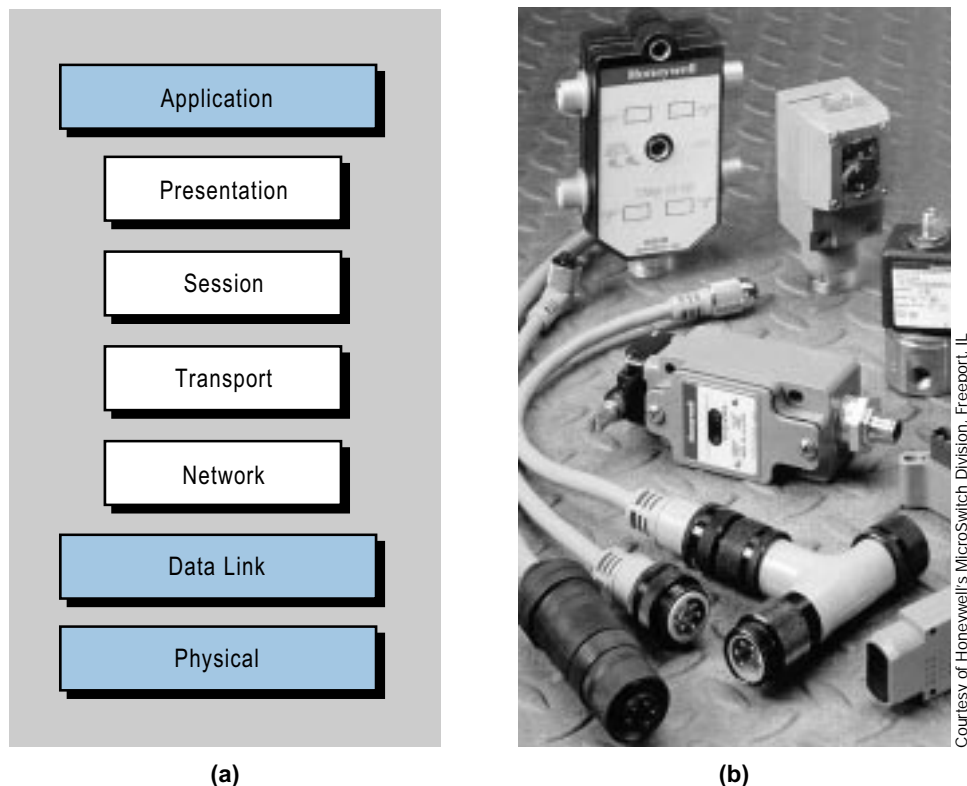 Application
Presentation
Session
Transport
Network
Data Link
Physical
(a)
Honeywell
Courtesy of Honeywell's MicroSwitch Division, Freeport, IL
(b)